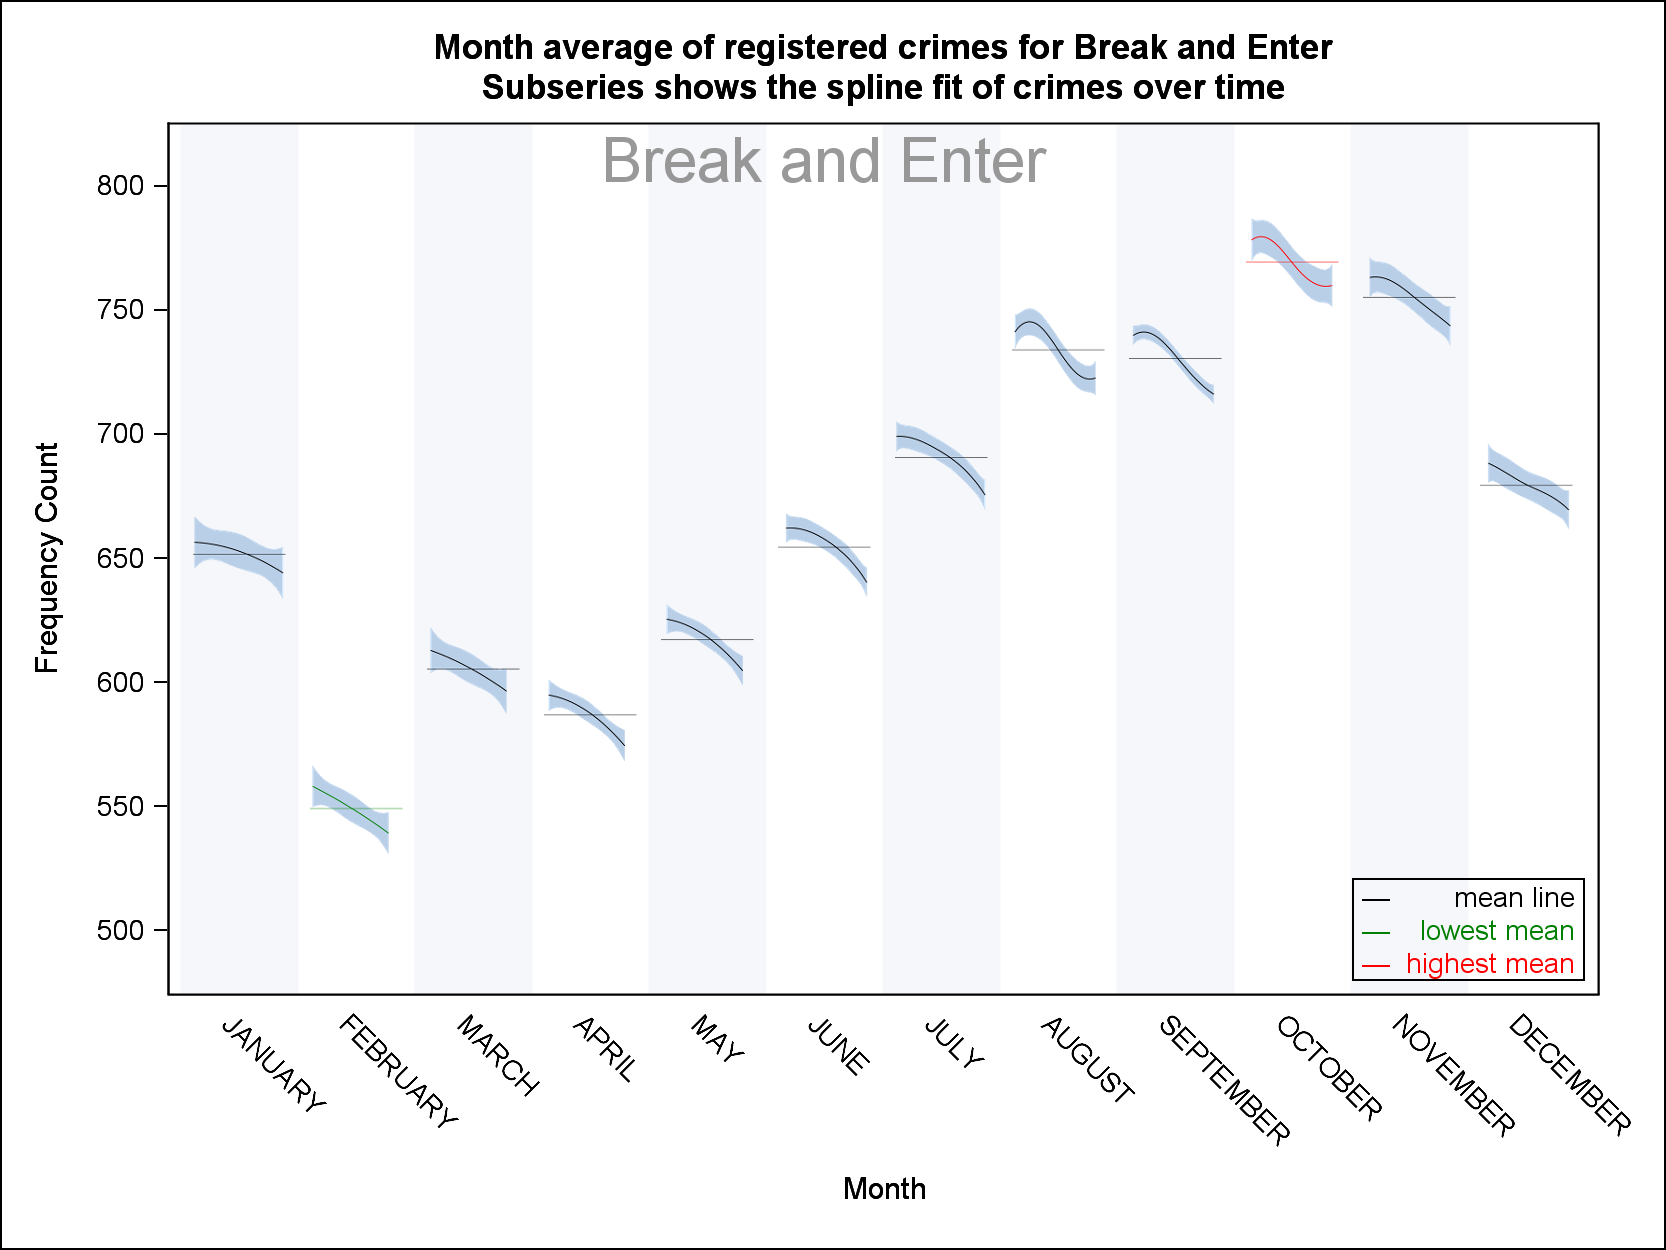 Month average of registered crimes for Break and Enter
Subseries shows the spline fit of crimes over time
Break and Enter
800
750
700
650
600
550
500
Frequency Count
mean line
lowest mean
highest mean
JANUARY
FEBRUARY
MARCH
APRIL
MAY
JUNE
JULY
AUGUST
SEPTEMBER
OCTOBER
NOVEMBER
DECEMBER
Month